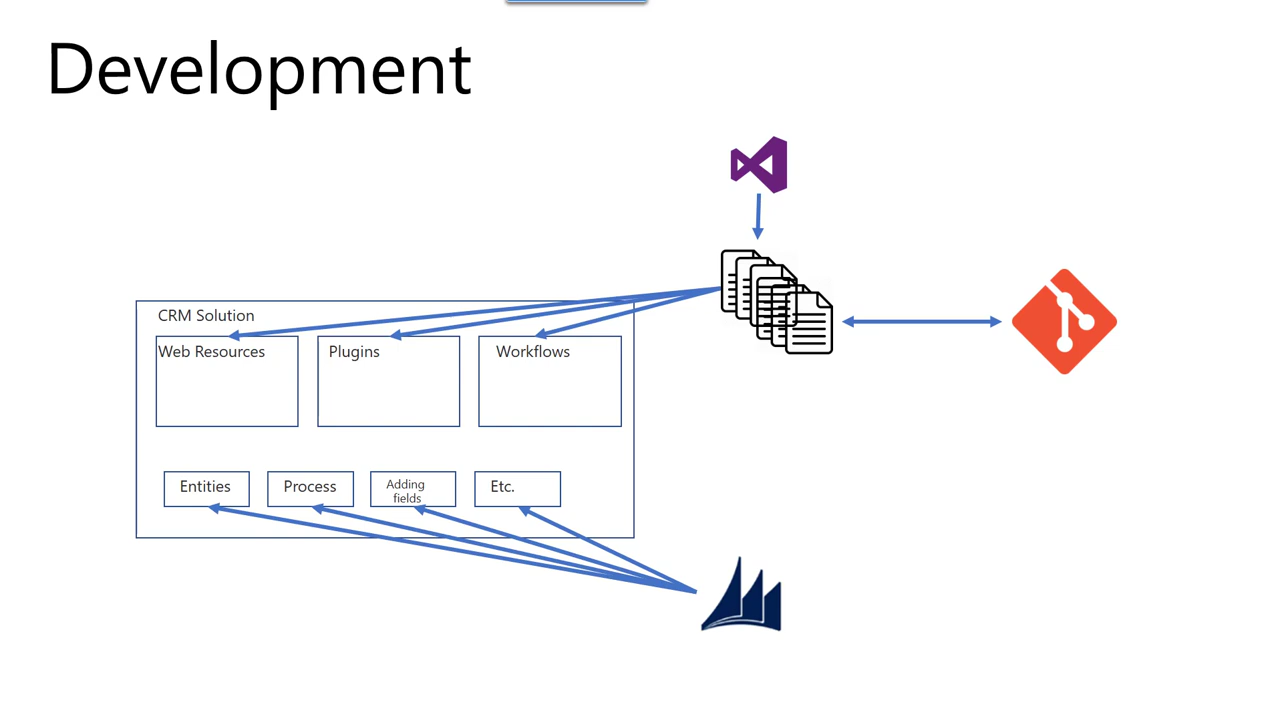 Development
CRM Solution
Web Resources
Plugins
Workflows
Entities
Process
Adding
fields
Etc.